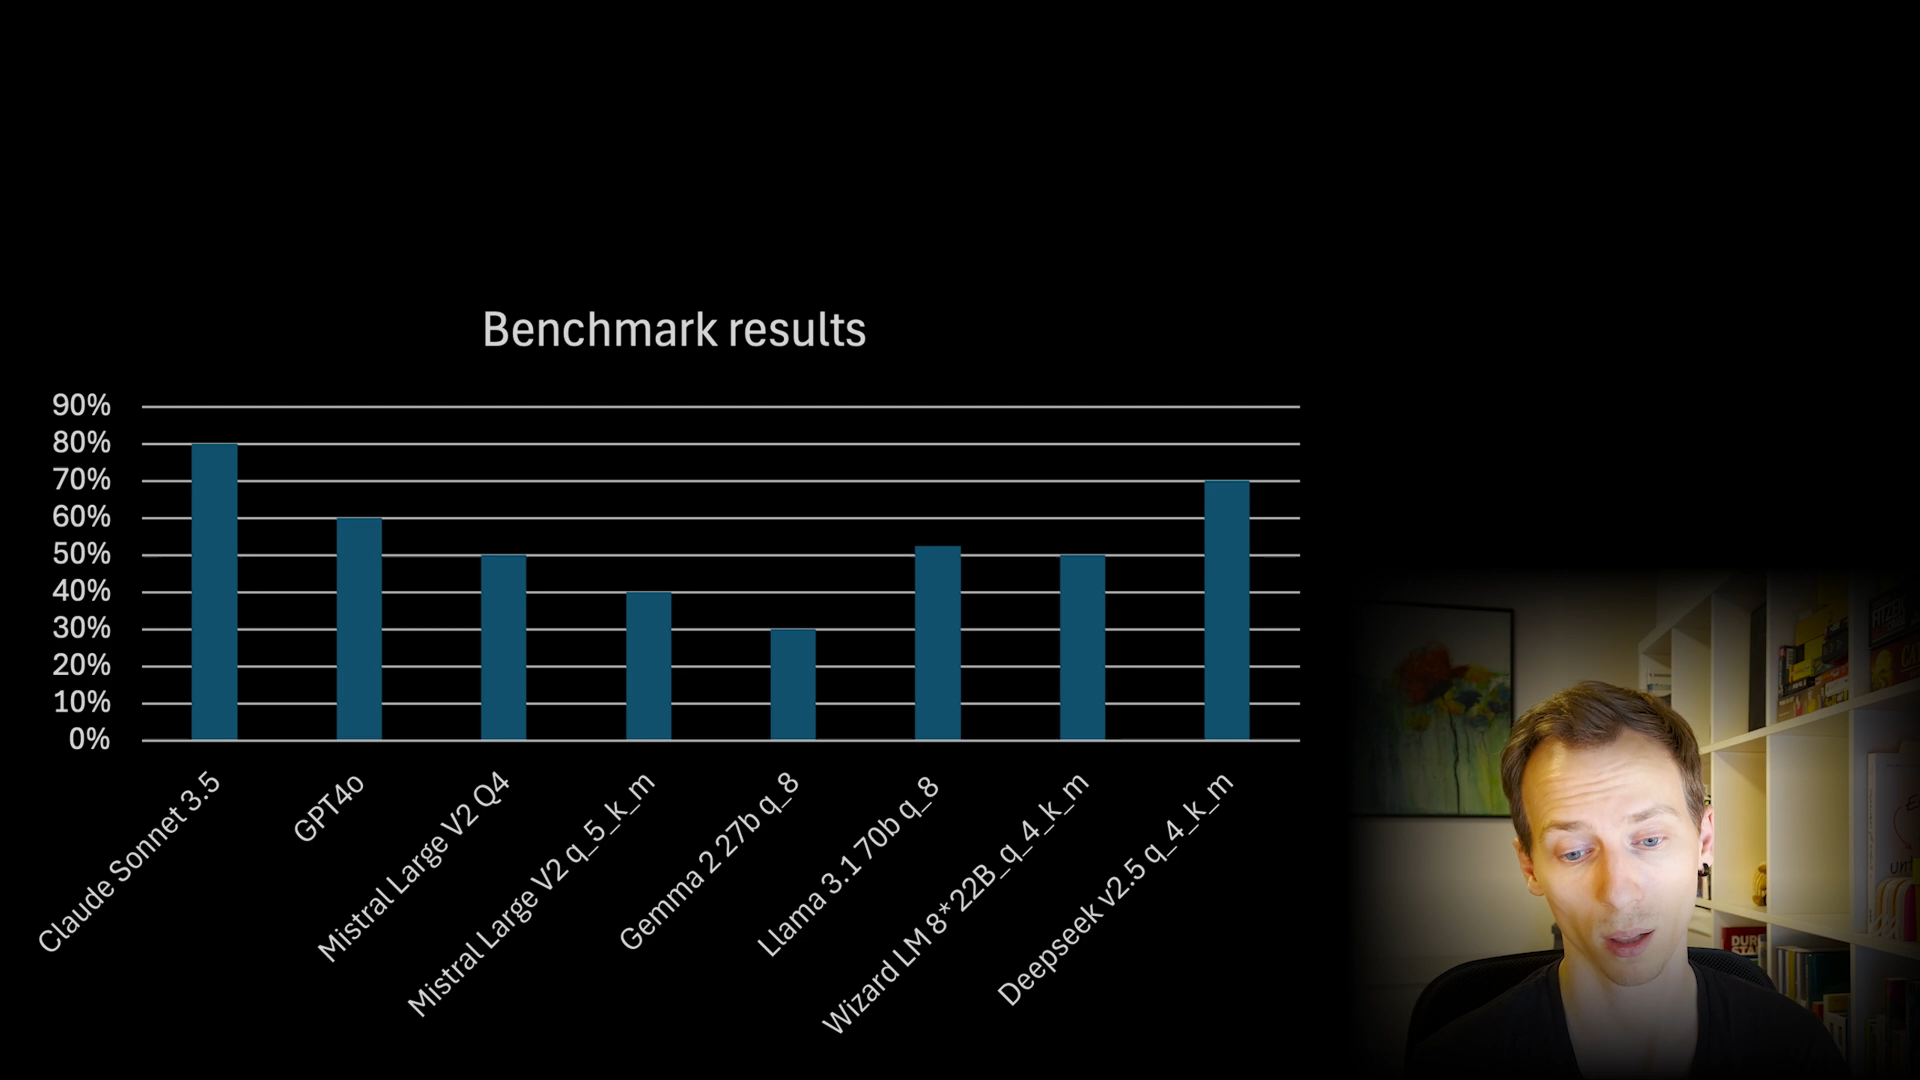 Benchmark results
90%
80%
70%
60%
50%
40%
30%
20%
10%
0%
Claude Sonnet 3.5
GPT4o
Mistral Large V2 Q4
Mistral Large V2 q_5_k_m
Gemma 2 27b q_8
Llama 3.1 70b q_8
Wizard LM 8*22B_q_4_k_m
Deepseek v2.5 q_4_k_m